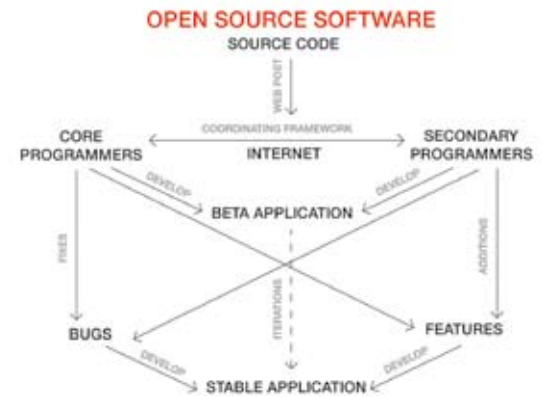 OPEN SOURCE SOFTWARE
SOURCE CODE
WEB POST
COORDINATING FRAMEWORK
INTERNET
CORE
PROGRAMMERS
SECONDARY
PROGRAMMERS
DEVELOP
DEVELOP
BETA APPLICATION
FIXES
ADDITIONS
ITERATIONS
BUGS
FEATURES
DEVELOP
DEVELOP
STABLE APPLICATION